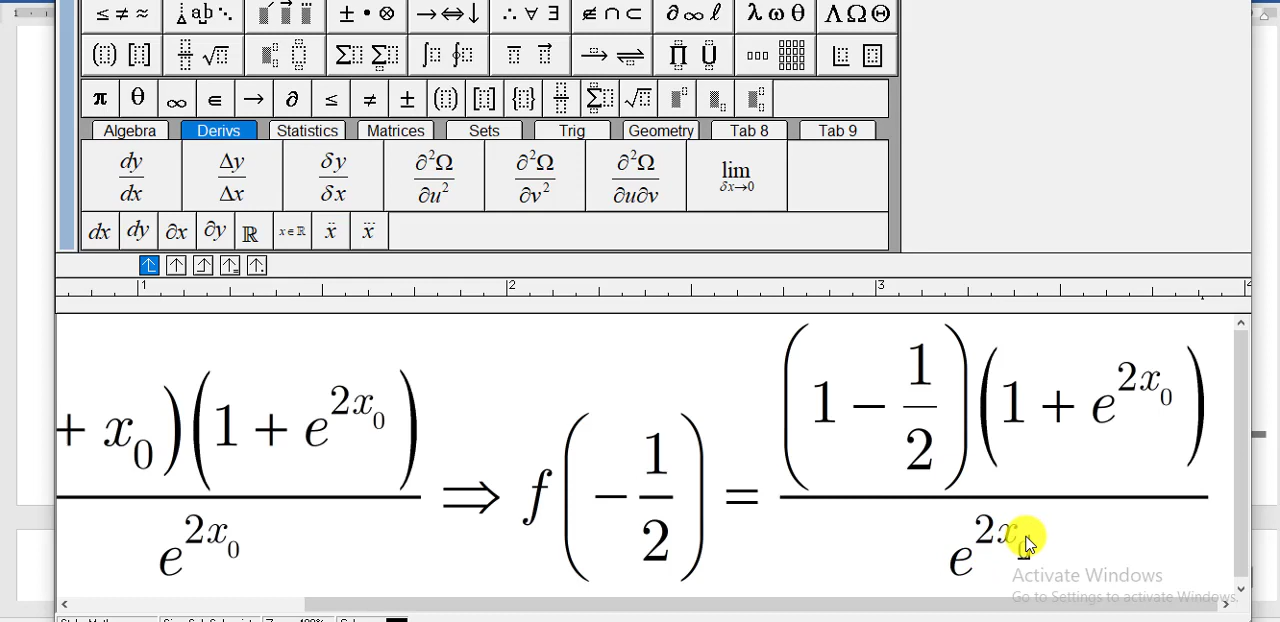 ≤ ≠ ≈ ∴ ∀ ∃ ∉ ∩ ⊂ ∂ ∞ ℓ λ ω θ Λ Ω Θ
π θ ∞ ∈ → ∂ ≤ ≠ ±
Algebra Derivs Statistics Matrices Sets Trig Geometry Tab 8 Tab 9
dy/dx Δy/Δx δy/δx ∂²Ω/∂u² ∂²Ω/∂v² ∂²Ω/∂u∂v lim δx→0
dx dy ∂x ∂y ℝ x∈ℝ ẍ x⃛
1 2 3
+ x₀)(1 + e^{2x₀}) / e^{2x₀} ⇒ f(−1/2) = (1 − 1/2)(1 + e^{2x₀}) / e^{2x₀}
Activate Windows
Go to Settings to activate Windows.